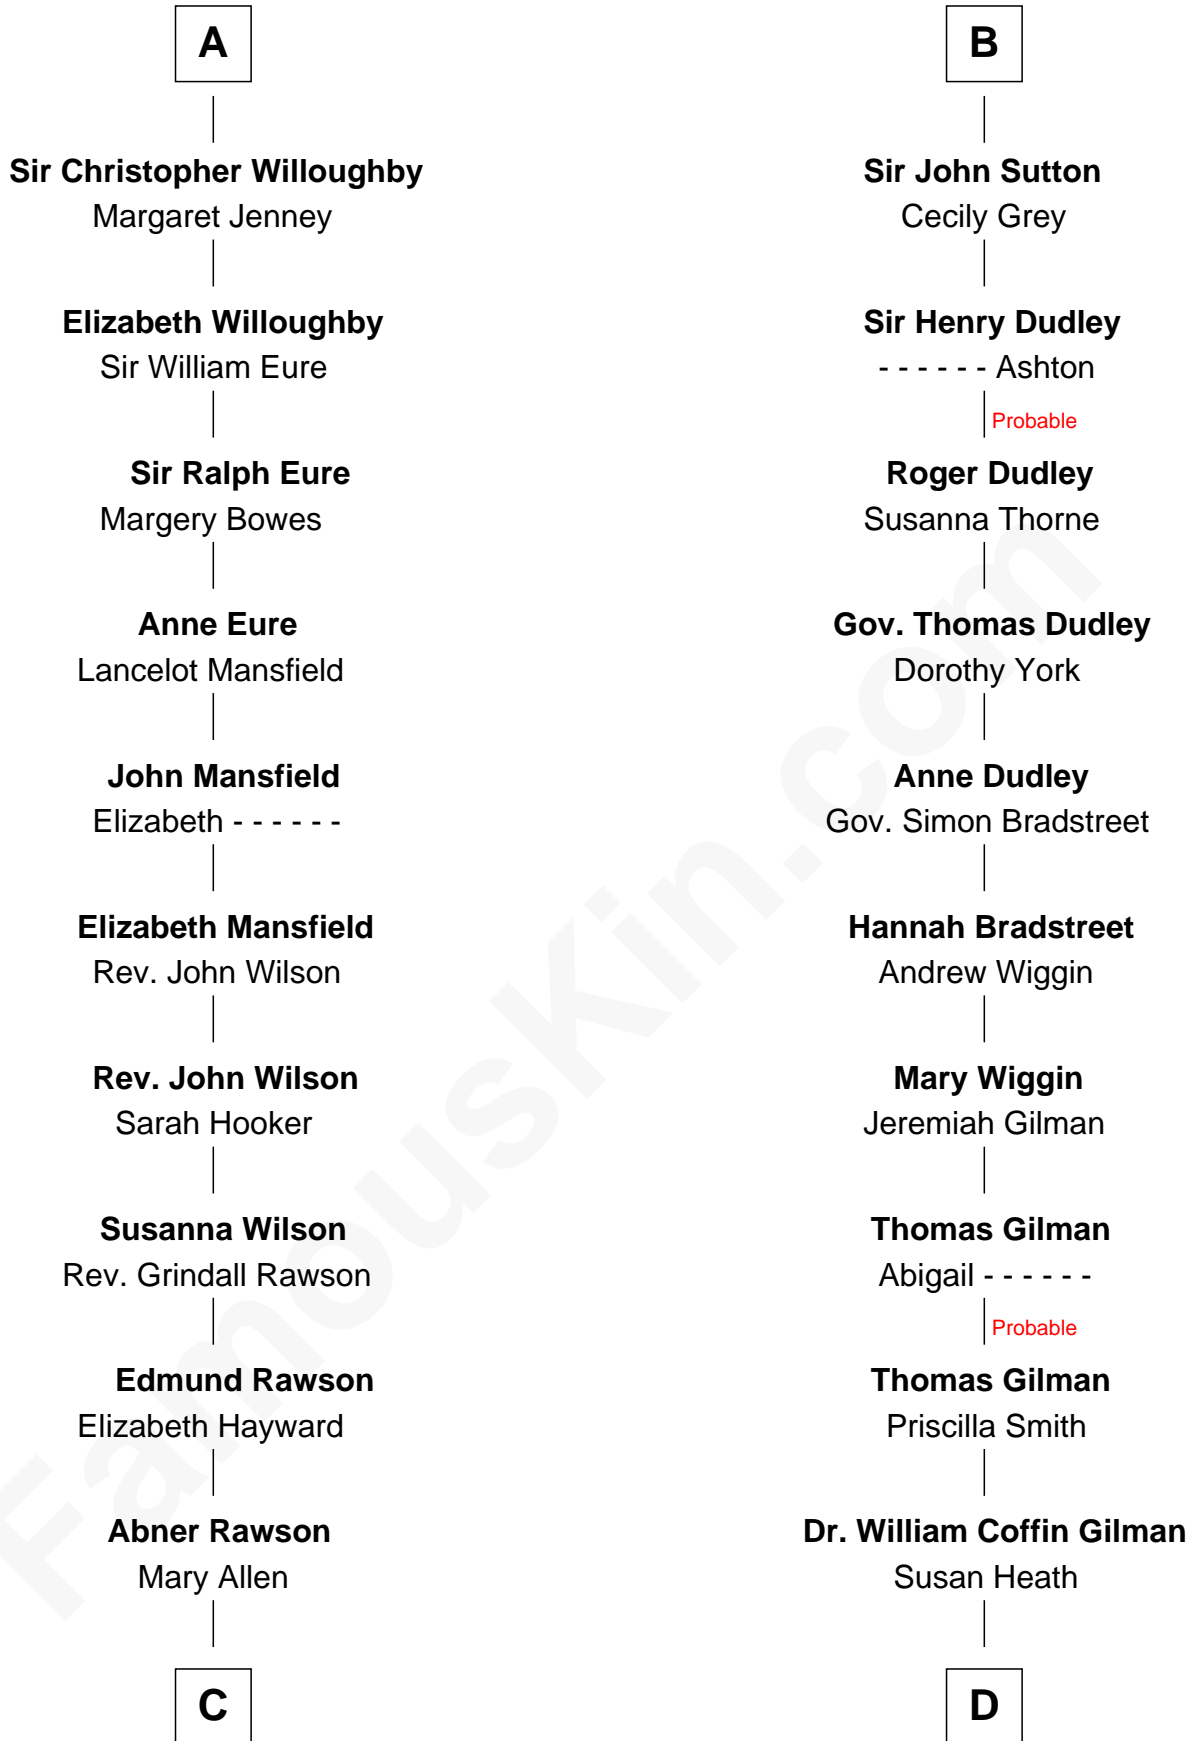 A
Sir Christopher Willoughby
Margaret Jenney
Elizabeth Willoughby
Sir William Eure
Sir Ralph Eure
Margery Bowes
Anne Eure
Lancelot Mansfield
John Mansfield
Elizabeth - - - - - -
Elizabeth Mansfield
Rev. John Wilson
Rev. John Wilson
Sarah Hooker
Susanna Wilson
Rev. Grindall Rawson
Edmund Rawson
Elizabeth Hayward
Abner Rawson
Mary Allen
C
B
Sir John Sutton
Cecily Grey
Sir Henry Dudley
- - - - - - Ashton
Probable
Roger Dudley
Susanna Thorne
Gov. Thomas Dudley
Dorothy York
Anne Dudley
Gov. Simon Bradstreet
Hannah Bradstreet
Andrew Wiggin
Mary Wiggin
Jeremiah Gilman
Thomas Gilman
Abigail - - - - - -
Probable
Thomas Gilman
Priscilla Smith
Dr. William Coffin Gilman
Susan Heath
D
FamousKin.com